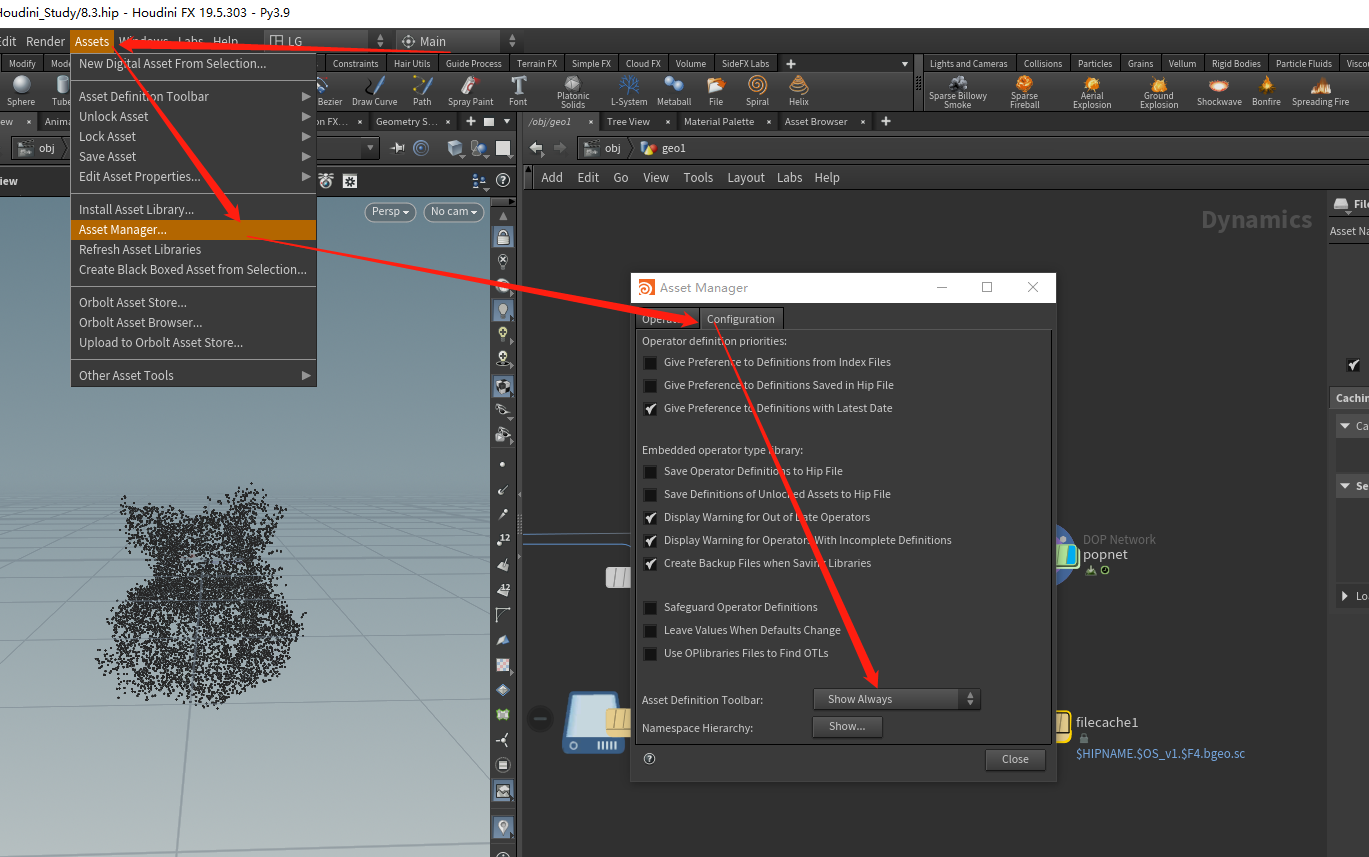 Houdini_Study/8.3.hip - Houdini FX 19.5.303 - Py3.9
Edit Render Assets Windows Labs Help LG Main
Modify Constraints Hair Utils Guide Process Terrain FX Simple FX Cloud FX Volume SideFX Labs
Lights and Cameras Collisions Particles Grains Vellum Rigid Bodies Particle Fluids
Sphere Tube Bezier Draw Curve Path Spray Paint Font Platonic Solids L-System Metaball File Spiral Helix
Sparse Billowy Smoke Sparse Fireball Aerial Explosion Ground Explosion Shockwave Bonfire Spreading Fire
New Digital Asset From Selection...
Asset Definition Toolbar
Unlock Asset
Lock Asset
Save Asset
Edit Asset Properties...
Install Asset Library...
Asset Manager...
Refresh Asset Libraries
Create Black Boxed Asset from Selection...
Orbolt Asset Store...
Orbolt Asset Browser...
Upload to Orbolt Asset Store...
Other Asset Tools
on FX... Geometry S...
obj
Persp No cam
12
12
/obj/geo1 Tree View Material Palette Asset Browser
obj geo1
Add Edit Go View Tools Layout Labs Help
Dynamics
Asset Manager
Configuration
Operator definition priorities:
Give Preference to Definitions from Index Files
Give Preference to Definitions Saved in Hip File
Give Preference to Definitions with Latest Date
Embedded operator type library:
Save Operator Definitions to Hip File
Save Definitions of Unlocked Assets to Hip File
Display Warning for Out of Date Operators
Display Warning for Operators With Incomplete Definitions
Create Backup Files when Saving Libraries
Safeguard Operator Definitions
Leave Values When Defaults Change
Use OPlibraries Files to Find OTLs
Asset Definition Toolbar: Show Always
Namespace Hierarchy: Show...
Close
DOP Network
popnet
filecache1
$HIPNAME.$OS_v1.$F4.bgeo.sc
File
Asset Na
Cachin
Ca
Se
Lo